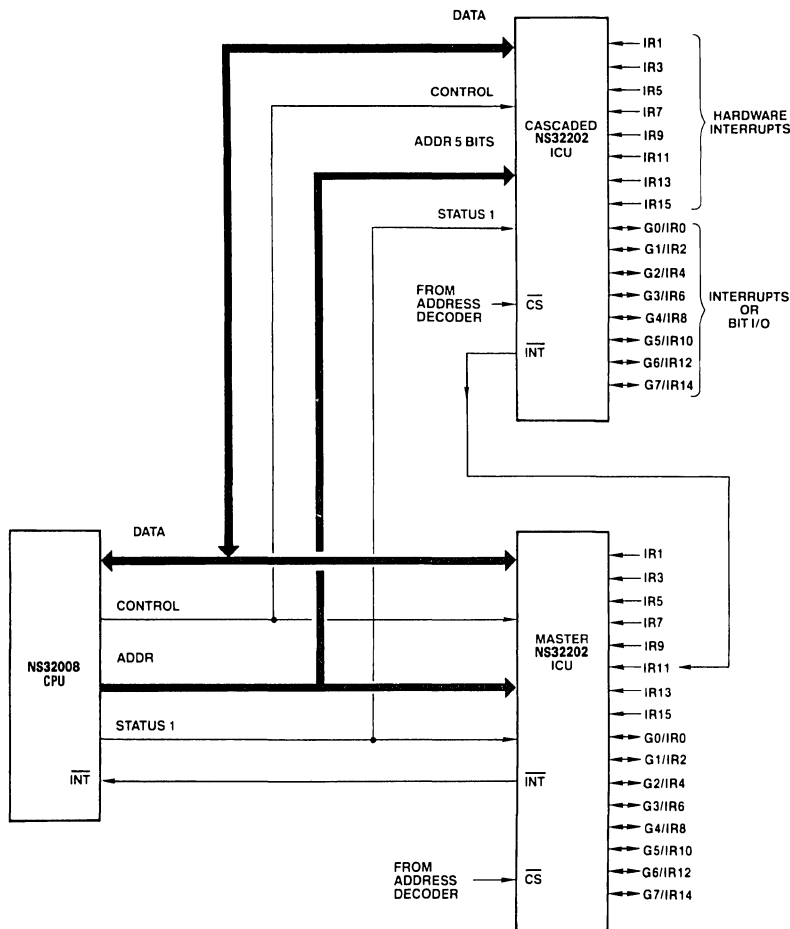 DATA
CONTROL
ADDR 5 BITS
STATUS 1
FROM
ADDRESS
DECODER
CASCADED
NS32202
ICU
CS
INT
IR1
IR3
IR5
IR7
IR9
IR11
IR13
IR15
G0/IR0
G1/IR2
G2/IR4
G3/IR6
G4/IR8
G5/IR10
G6/IR12
G7/IR14
HARDWARE
INTERRUPTS
INTERRUPTS
OR
BIT I/O
NS32008
CPU
INT
DATA
CONTROL
ADDR
STATUS 1
FROM
ADDRESS
DECODER
MASTER
NS32202
ICU
INT
CS
IR1
IR3
IR5
IR7
IR9
IR11
IR13
IR15
G0/IR0
G1/IR2
G2/IR4
G3/IR6
G4/IR8
G5/IR10
G6/IR12
G7/IR14